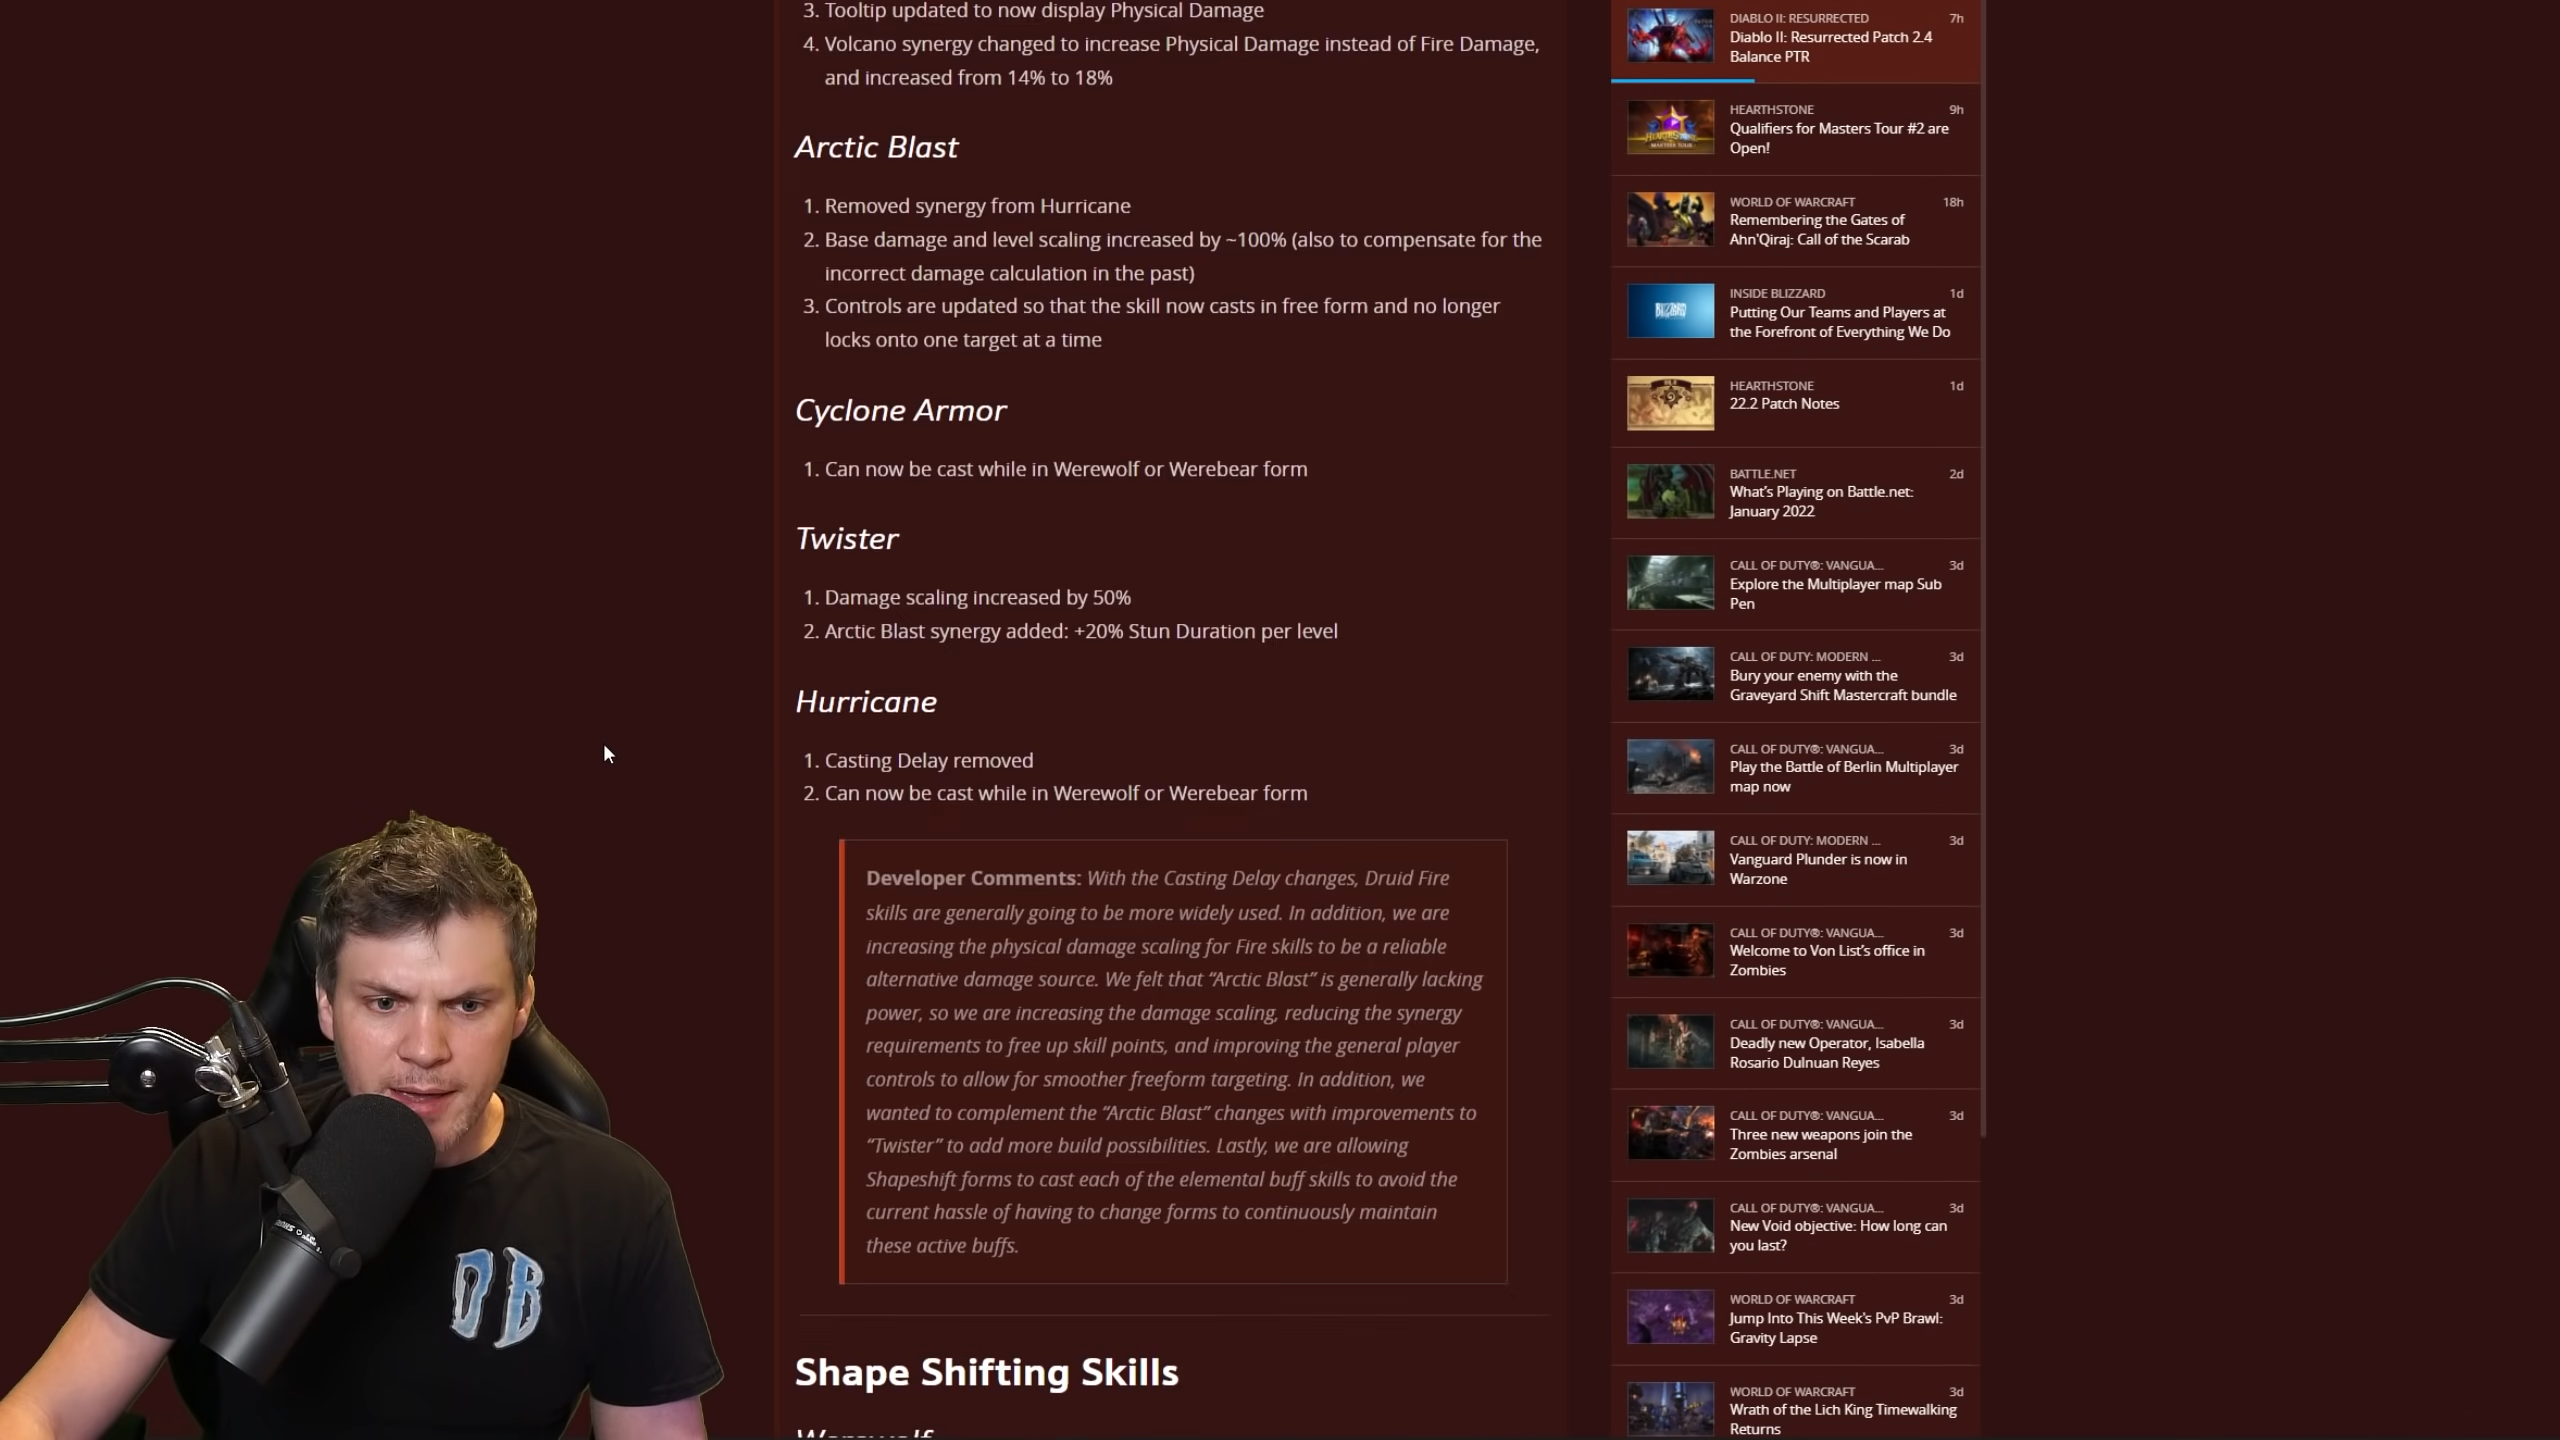 3. Tooltip updated to now display Physical Damage
4. Volcano synergy changed to increase Physical Damage instead of Fire Damage,
and increased from 14% to 18%
Arctic Blast
1. Removed synergy from Hurricane
2. Base damage and level scaling increased by ~100% (also to compensate for the
incorrect damage calculation in the past)
3. Controls are updated so that the skill now casts in free form and no longer
locks onto one target at a time
Cyclone Armor
1. Can now be cast while in Werewolf or Werebear form
Twister
1. Damage scaling increased by 50%
2. Arctic Blast synergy added: +20% Stun Duration per level
Hurricane
1. Casting Delay removed
2. Can now be cast while in Werewolf or Werebear form
Developer Comments: With the Casting Delay changes, Druid Fire
skills are generally going to be more widely used. In addition, we are
increasing the physical damage scaling for Fire skills to be a reliable
alternative damage source. We felt that “Arctic Blast” is generally lacking
power, so we are increasing the damage scaling, reducing the synergy
requirements to free up skill points, and improving the general player
controls to allow for smoother freeform targeting. In addition, we
wanted to complement the “Arctic Blast” changes with improvements to
“Twister” to add more build possibilities. Lastly, we are allowing
Shapeshift forms to cast each of the elemental buff skills to avoid the
current hassle of having to change forms to continuously maintain
these active buffs.
Shape Shifting Skills
Werewolf
DIABLO II: RESURRECTED 7h
Diablo II: Resurrected Patch 2.4
Balance PTR
HEARTHSTONE 9h
Qualifiers for Masters Tour #2 are
Open!
WORLD OF WARCRAFT 18h
Remembering the Gates of
Ahn'Qiraj: Call of the Scarab
INSIDE BLIZZARD 1d
Putting Our Teams and Players at
the Forefront of Everything We Do
HEARTHSTONE 1d
22.2 Patch Notes
BATTLE.NET 2d
What's Playing on Battle.net:
January 2022
CALL OF DUTY®: VANGUA... 3d
Explore the Multiplayer map Sub
Pen
CALL OF DUTY: MODERN ... 3d
Bury your enemy with the
Graveyard Shift Mastercraft bundle
CALL OF DUTY®: VANGUA... 3d
Play the Battle of Berlin Multiplayer
map now
CALL OF DUTY: MODERN ... 3d
Vanguard Plunder is now in
Warzone
CALL OF DUTY®: VANGUA... 3d
Welcome to Von List's office in
Zombies
CALL OF DUTY®: VANGUA... 3d
Deadly new Operator, Isabella
Rosario Dulnuan Reyes
CALL OF DUTY®: VANGUA... 3d
Three new weapons join the
Zombies arsenal
CALL OF DUTY®: VANGUA... 3d
New Void objective: How long can
you last?
WORLD OF WARCRAFT 3d
Jump Into This Week's PvP Brawl:
Gravity Lapse
WORLD OF WARCRAFT 3d
Wrath of the Lich King Timewalking
Returns
BLIZZARD
HEARTHSTONE
MASTERS TOUR
DB